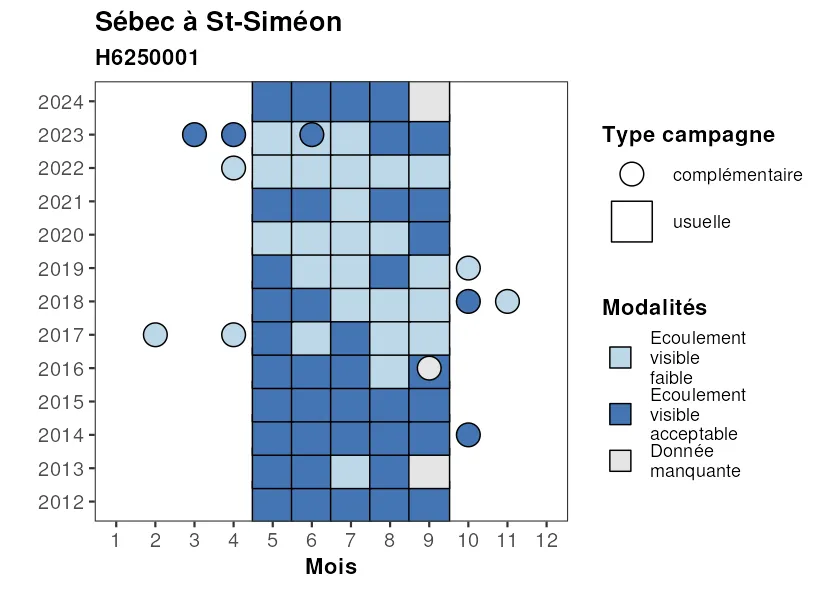 Sébec à St-Siméon
H6250001
2024
2023
2022
2021
2020
2019
2018
2017
2016
2015
2014
2013
2012
1 2 3 4 5 6 7 8 9 10 11 12
Mois
Type campagne
complémentaire
usuelle
Modalités
Ecoulement
visible
faible
Ecoulement
visible
acceptable
Donnée
manquante